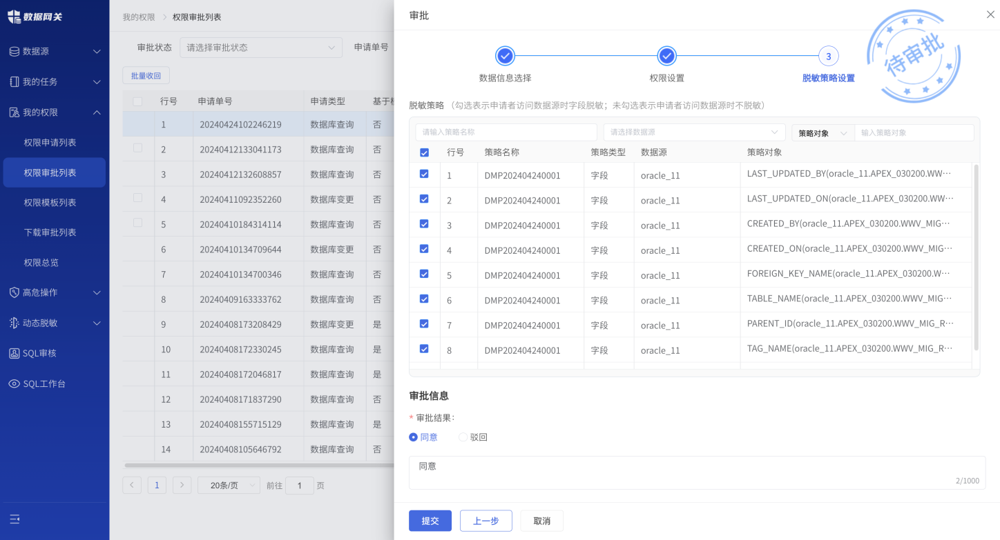 数据网关
数据源
我的任务
我的权限
权限申请列表
权限审批列表
权限模板列表
下载审批列表
权限总览
高危操作
动态脱敏
SQL审核
SQL工作台
我的权限 > 权限审批列表
审批状态 请选择审批状态 申请单号
批量收回
行号 申请单号 申请类型 基于
1 20240424102246219 数据库查询 否
2 20240412133041173 数据库查询 否
3 20240412132608857 数据库查询 否
4 20240411092352260 数据库变更 否
5 20240410184314114 数据库查询 否
6 20240410134709644 数据库变更 否
7 20240410134700346 数据库查询 否
8 20240409163333762 数据库查询 否
9 20240408173208429 数据库变更 是
10 20240408172330245 数据库查询 是
11 20240408172046817 数据库查询 是
12 20240408171837290 数据库查询 否
13 20240408155715129 数据库查询 是
14 20240408105646792 数据库查询 否
< 1 > 20条/页 前往 1 页
审批
待审批
3
数据信息选择 权限设置 脱敏策略设置
脱敏策略 （勾选表示申请者访问数据源时字段脱敏；未勾选表示申请者访问数据源时不脱敏）
请输入策略名称 请选择数据源 策略对象 输入策略对象
行号 策略名称 策略类型 数据源 策略对象
1 DMP202404240001 字段 oracle_11 LAST_UPDATED_BY(oracle_11.APEX_030200.WW···
2 DMP202404240001 字段 oracle_11 LAST_UPDATED_ON(oracle_11.APEX_030200.WW···
3 DMP202404240001 字段 oracle_11 CREATED_BY(oracle_11.APEX_030200.WWV_MIG···
4 DMP202404240001 字段 oracle_11 CREATED_ON(oracle_11.APEX_030200.WWV_MIG···
5 DMP202404240001 字段 oracle_11 FOREIGN_KEY_NAME(oracle_11.APEX_030200.W···
6 DMP202404240001 字段 oracle_11 TABLE_NAME(oracle_11.APEX_030200.WWV_MIG···
7 DMP202404240001 字段 oracle_11 PARENT_ID(oracle_11.APEX_030200.WWV_MIG_R···
8 DMP202404240001 字段 oracle_11 TAG_NAME(oracle_11.APEX_030200.WWV_MIG_R···
审批信息
* 审批结果：
同意 驳回
同意
2/1000
提交 上一步 取消